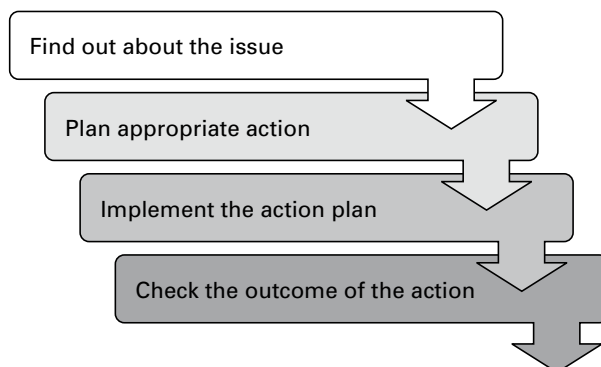 Find out about the issue
Plan appropriate action
Implement the action plan
Check the outcome of the action